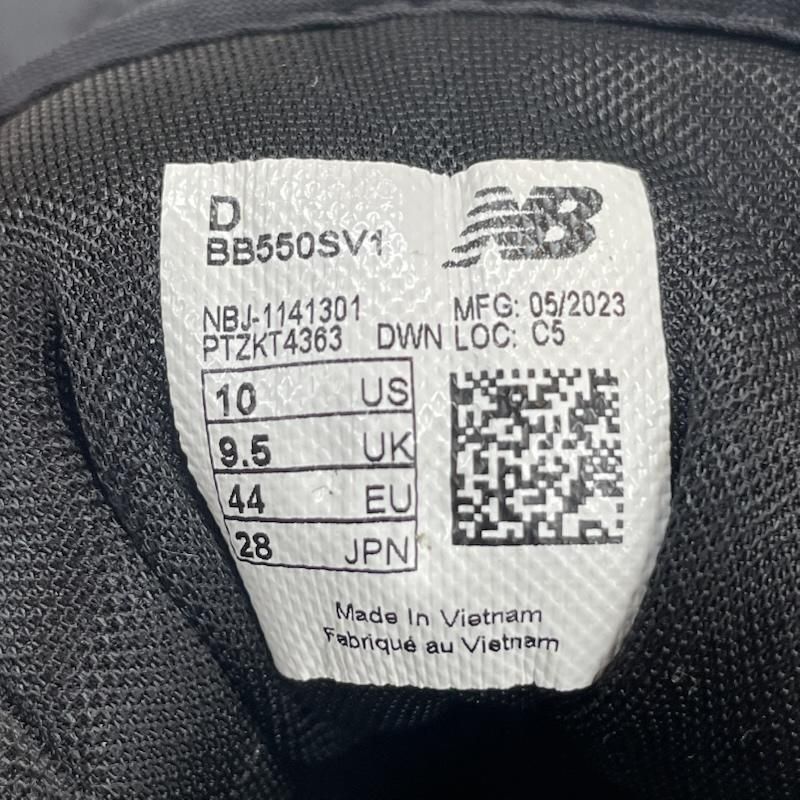 D
BB550SV1
NB
NBJ-1141301 MFG: 05/2023
PTZKT4363 DWN LOC: C5
10 US
9.5 UK
44 EU
28 JPN
Made In Vietnam
Fabriqué au Vietnam